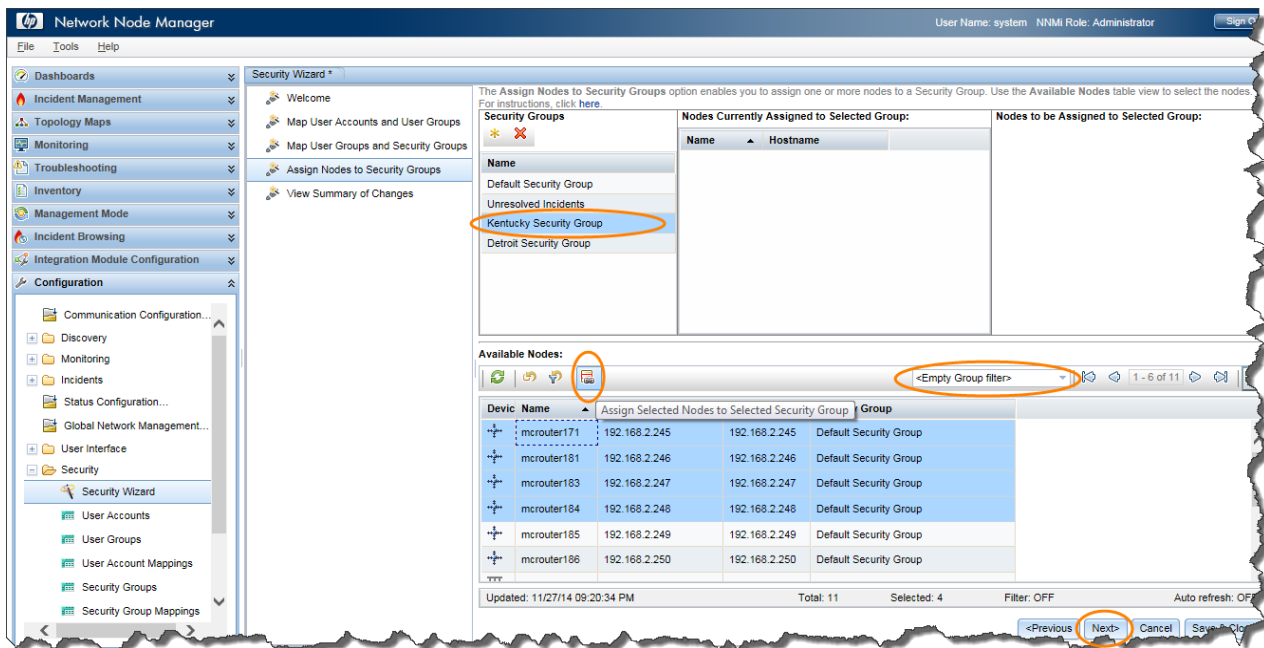 hp Network Node Manager
User Name: system NNMi Role: Administrator
Sign
File Tools Help
Dashboards
Incident Management
Topology Maps
Monitoring
Troubleshooting
Inventory
Management Mode
Incident Browsing
Integration Module Configuration
Configuration
Communication Configuration...
Discovery
Monitoring
Incidents
Status Configuration...
Global Network Management...
User Interface
Security
Security Wizard
User Accounts
User Groups
User Account Mappings
Security Groups
Security Group Mappings
Security Wizard *
Welcome
Map User Accounts and User Groups
Map User Groups and Security Groups
Assign Nodes to Security Groups
View Summary of Changes
The Assign Nodes to Security Groups option enables you to assign one or more nodes to a Security Group. Use the Available Nodes table view to select the nodes.
For instructions, click here.
Security Groups
Name
Default Security Group
Unresolved Incidents
Kentucky Security Group
Detroit Security Group
Nodes Currently Assigned to Selected Group:
Name Hostname
Nodes to be Assigned to Selected Group:
Available Nodes:
<Empty Group filter> 1 - 6 of 11
Devic Name Group
Assign Selected Nodes to Selected Security Group
mcrouter171 192.168.2.245 192.168.2.245 Default Security Group
mcrouter181 192.168.2.246 192.168.2.246 Default Security Group
mcrouter183 192.168.2.247 192.168.2.247 Default Security Group
mcrouter184 192.168.2.248 192.168.2.248 Default Security Group
mcrouter185 192.168.2.249 192.168.2.249 Default Security Group
mcrouter186 192.168.2.250 192.168.2.250 Default Security Group
Updated: 11/27/14 09:20:34 PM Total: 11 Selected: 4 Filter: OFF Auto refresh: OFF
<Previous Next> Cancel Save & Clo